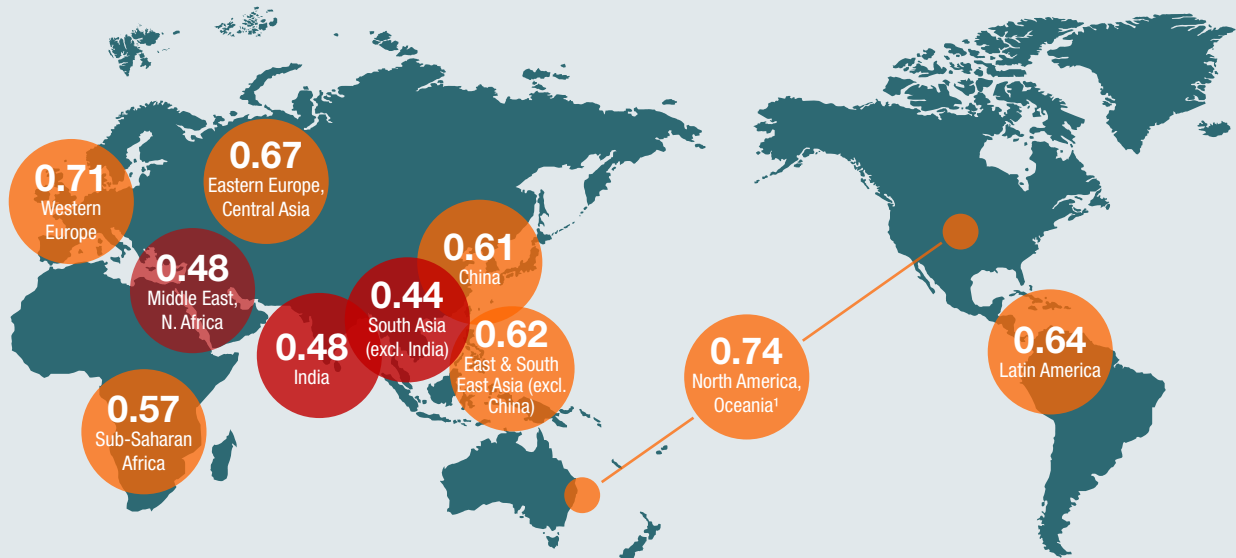 0.71
Western
Europe
0.67
Eastern Europe,
Central Asia
0.48
Middle East,
N. Africa
0.61
China
0.44
South Asia
(excl. India)
0.48
India
0.62
East & South
East Asia (excl.
China)
0.57
Sub-Saharan
Africa
0.74
North America,
Oceania¹
0.64
Latin America